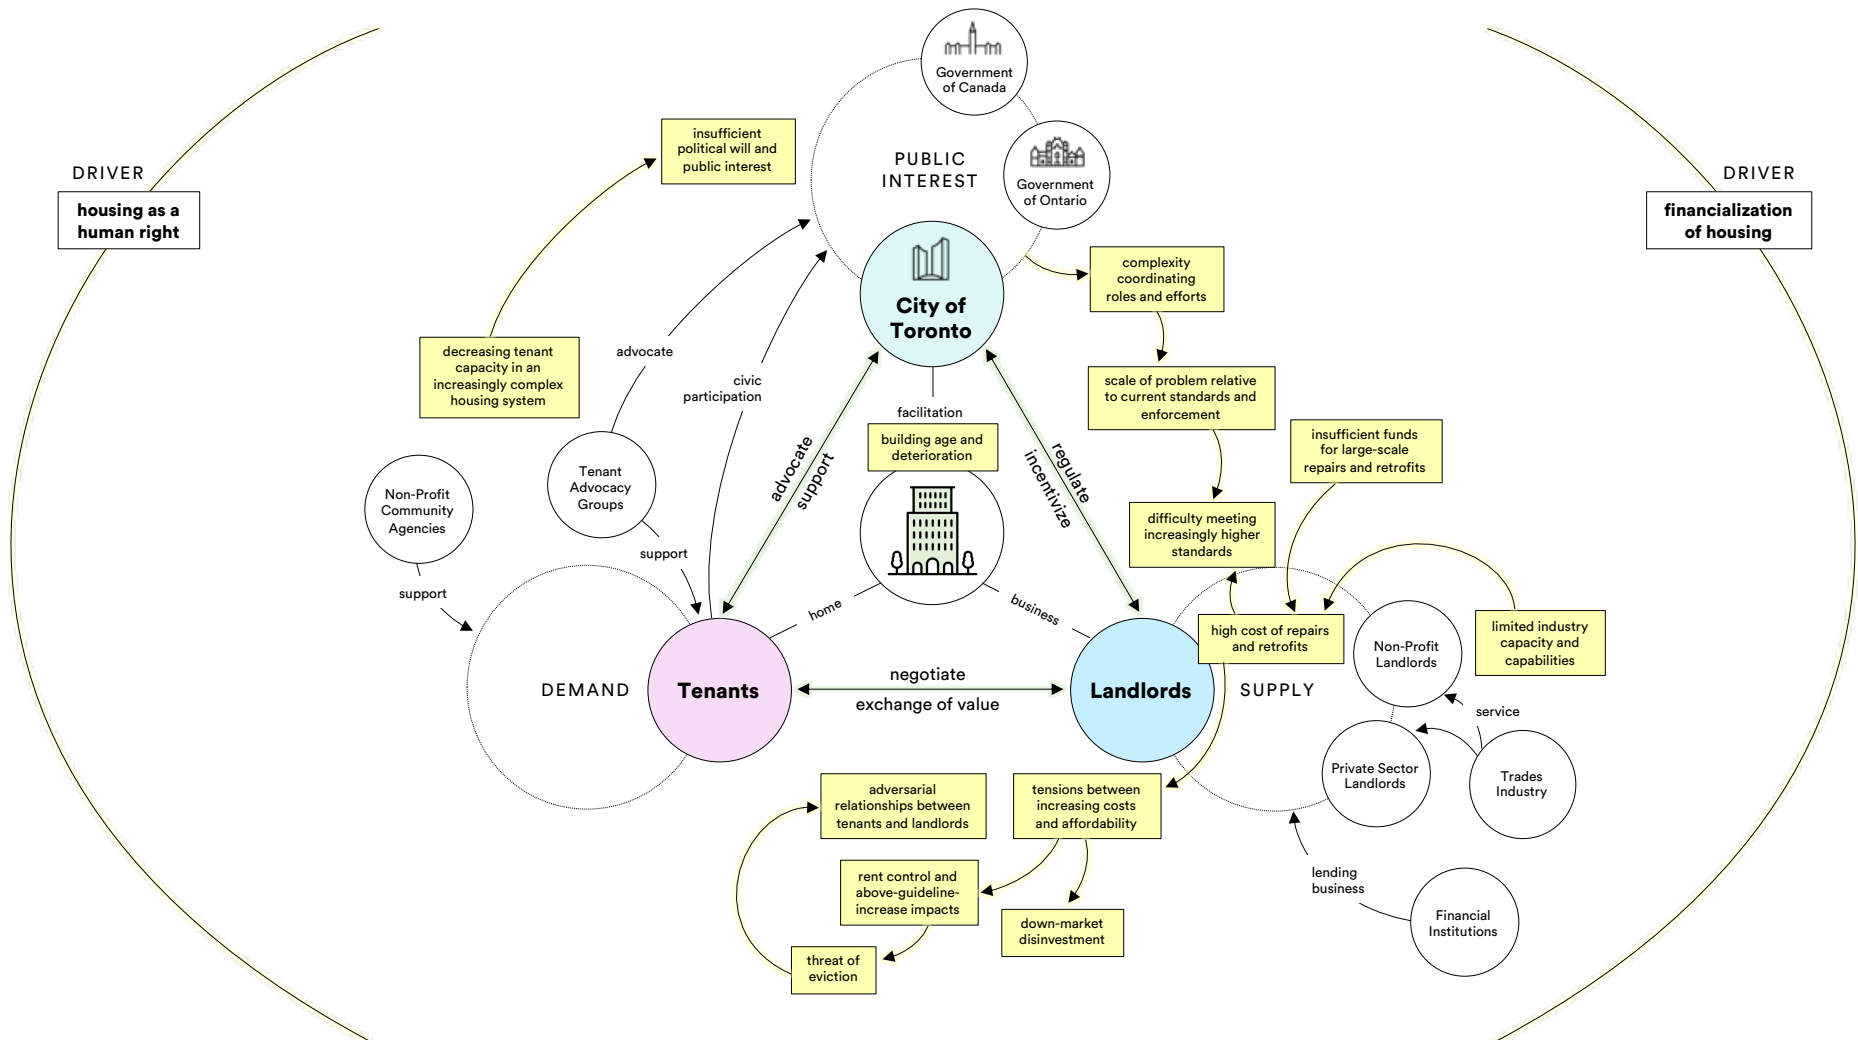 Government
of Canada
insufficient
political will and
public interest
PUBLIC
INTEREST
Government
of Ontario
DRIVER
housing as a
human right
DRIVER
financialization
of housing
City of
Toronto
complexity
coordinating
roles and efforts
decreasing tenant
capacity in an
increasingly complex
housing system
advocate
civic
participation
facilitation
building age and
deterioration
scale of problem relative
to current standards and
enforcement
insufficient funds
for large-scale
repairs and retrofits
advocate
support
regulate
incentivize
Non-Profit
Community
Agencies
Tenant
Advocacy
Groups
difficulty meeting
increasingly higher
standards
support
support
home
business
high cost of repairs
and retrofits
Non-Profit
Landlords
limited industry
capacity and
capabilities
DEMAND
Tenants
negotiate
exchange of value
Landlords
SUPPLY
service
Private Sector
Landlords
Trades
Industry
adversarial
relationships between
tenants and landlords
tensions between
increasing costs
and affordability
rent control and
above-guideline-
increase impacts
down-market
disinvestment
threat of
eviction
lending
business
Financial
Institutions